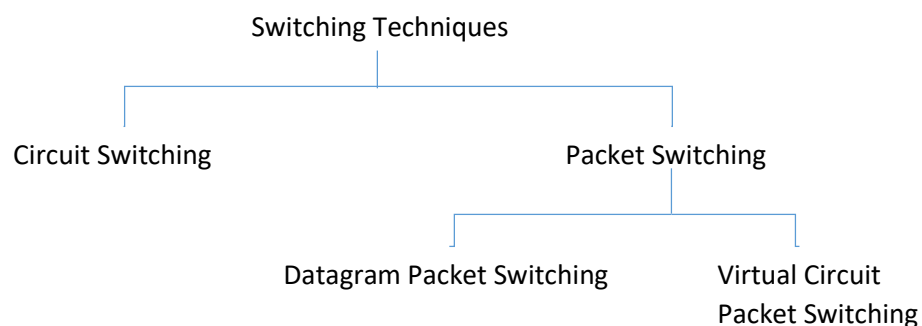 Switching Techniques
Circuit Switching
Packet Switching
Datagram Packet Switching
Virtual Circuit
Packet Switching